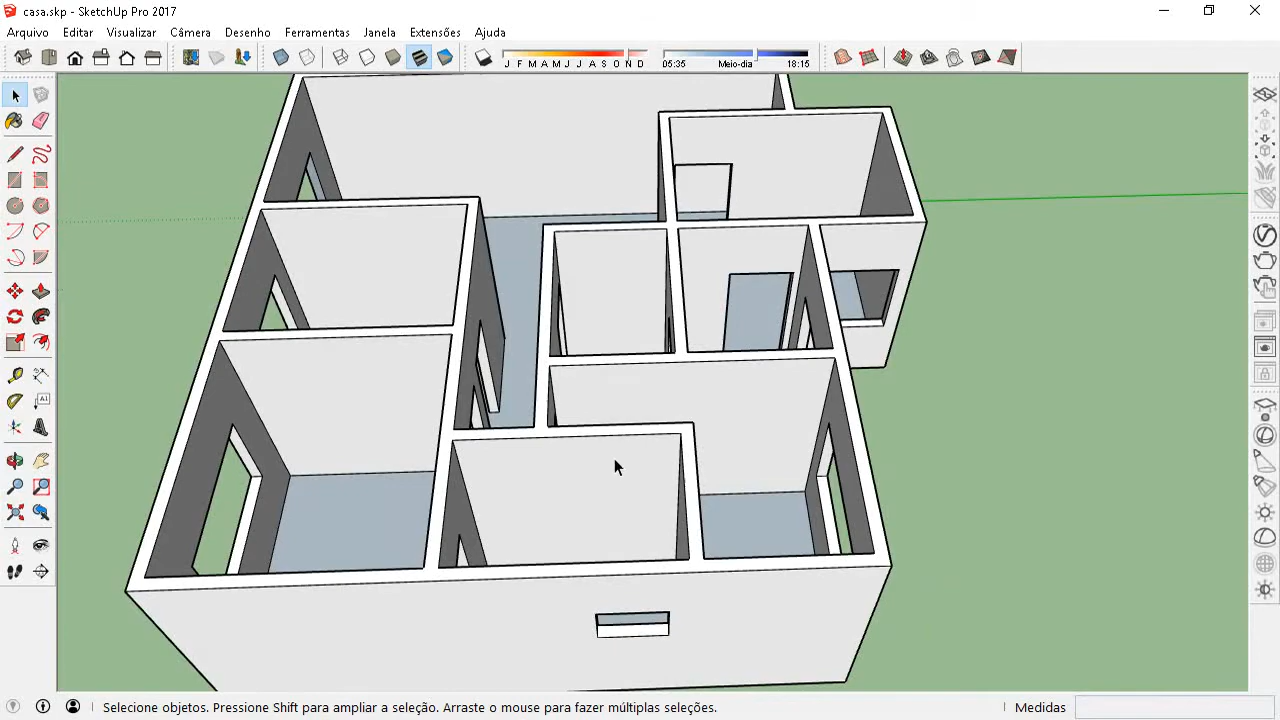 casa.skp - SketchUp Pro 2017
Arquivo Editar Visualizar Câmera Desenho Ferramentas Janela Extensões Ajuda
J F M A M J J A S O N D 05:35 Meio-dia 18:15
A1
Selecione objetos. Pressione Shift para ampliar a seleção. Arraste o mouse para fazer múltiplas seleções. Medidas